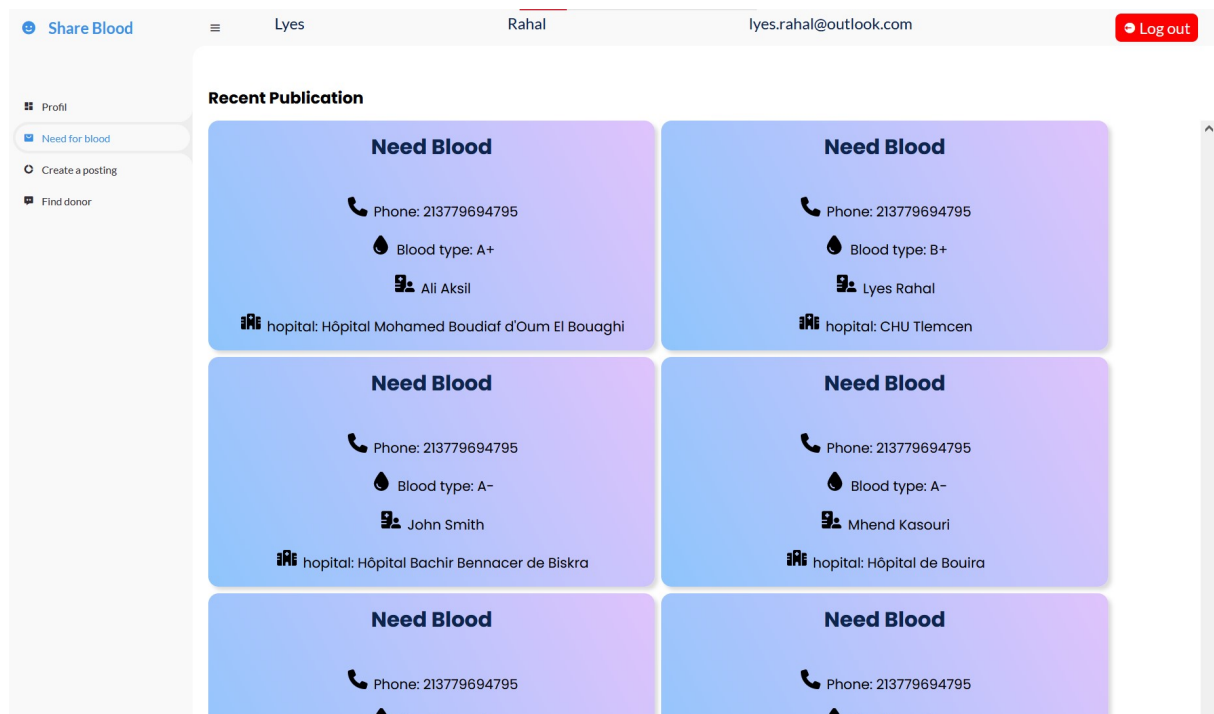 Share Blood
Lyes Rahal lyes.rahal@outlook.com Log out
Profil
Need for blood
Create a posting
Find donor
Recent Publication
Need Blood
Phone: 213779694795
Blood type: A+
Ali Aksil
hopital: Hôpital Mohamed Boudiaf d'Oum El Bouaghi
Need Blood
Phone: 213779694795
Blood type: B+
Lyes Rahal
hopital: CHU Tlemcen
Need Blood
Phone: 213779694795
Blood type: A-
John Smith
hopital: Hôpital Bachir Bennacer de Biskra
Need Blood
Phone: 213779694795
Blood type: A-
Mhend Kasouri
hopital: Hôpital de Bouira
Need Blood
Phone: 213779694795
Need Blood
Phone: 213779694795